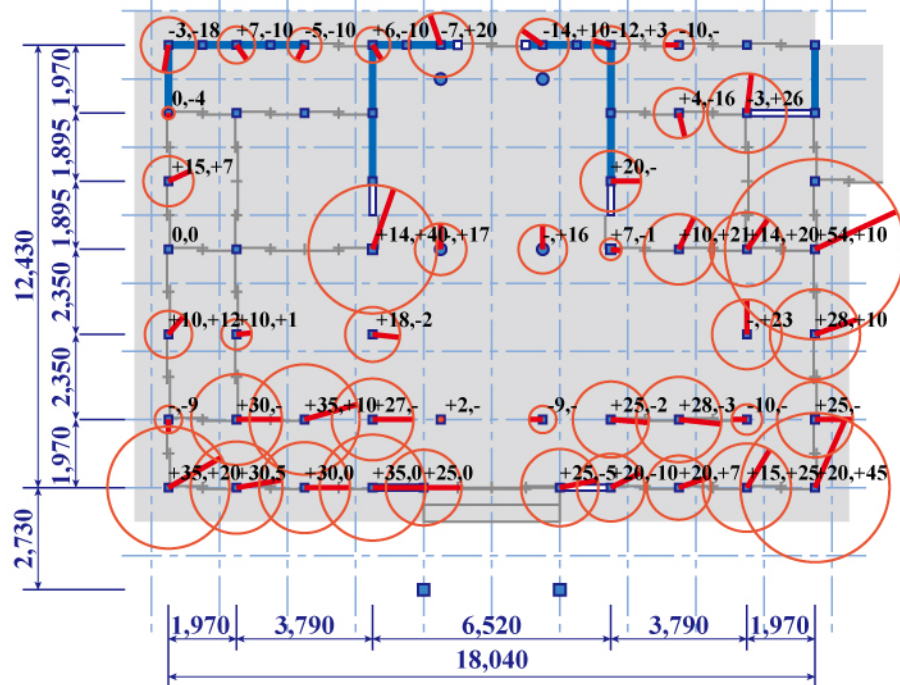 -3,-18 +7,-10 -5,-10 +6,-10 -7,+20 -14,+10 -12,+3 -10,-
1,970
0,-4 +4,-16 -3,+26
1,895
+15,+7 +20,-
1,895
0,0 +14,+40 -,+17 -,+16 +7,-1 +10,+21 +14,+20 +54,+10
12,430
2,350
+10,+12 +10,+1 +18,-2 -,+23 +28,+10
2,350
-,-9 +30,- +35,+10 +27,- +2,- -9,- +25,-2 +28,-3 -10,- +25,-
1,970
+35,+20 +30,5 +30,0 +35,0 +25,0 +25,-5 -20,-10 +20,+7 +15,+25 +20,+45
2,730
1,970 3,790 6,520 3,790 1,970
18,040